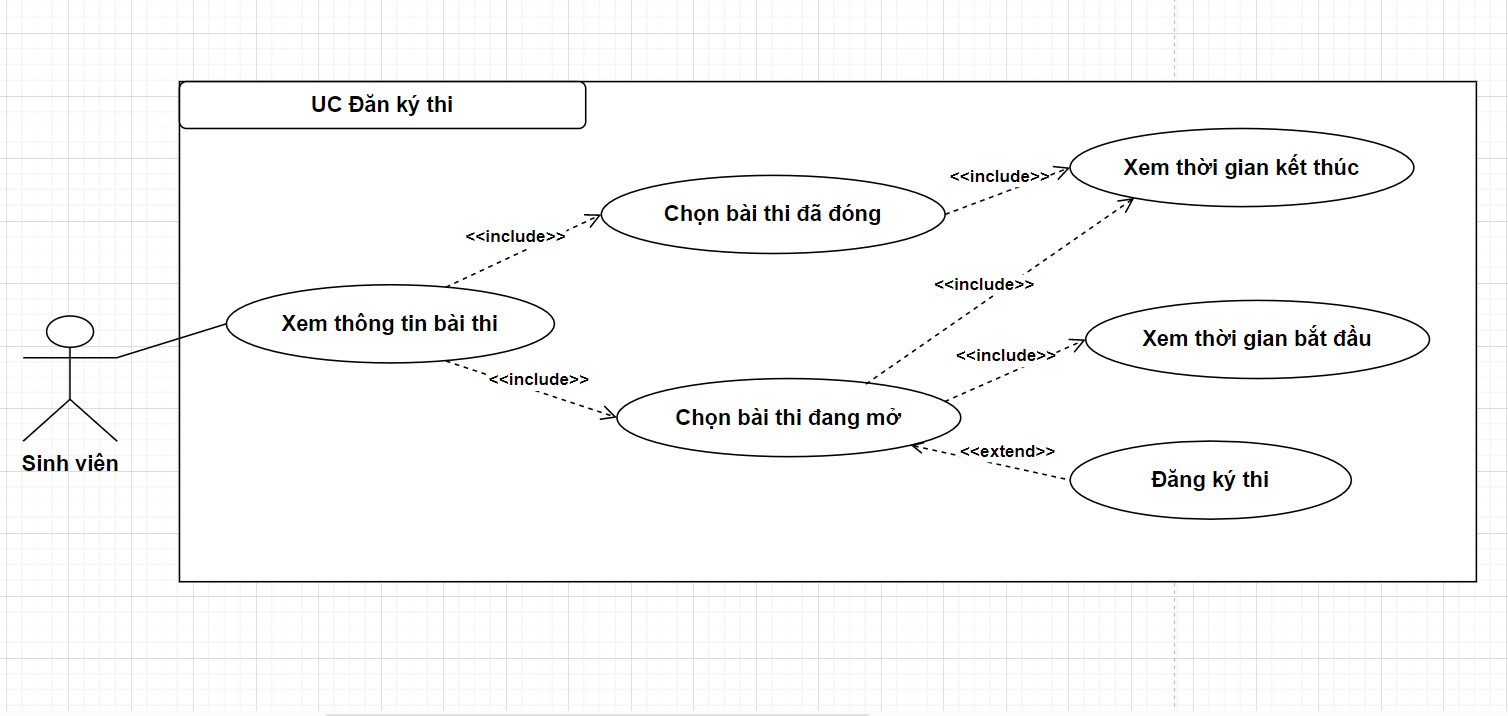 UC Đăn ký thi
Xem thời gian kết thúc
<<include>>
Chọn bài thi đã đóng
<<include>>
<<include>>
Xem thông tin bài thi
Xem thời gian bắt đầu
<<include>>
<<include>>
Chọn bài thi đang mở
<<extend>>
Đăng ký thi
Sinh viên